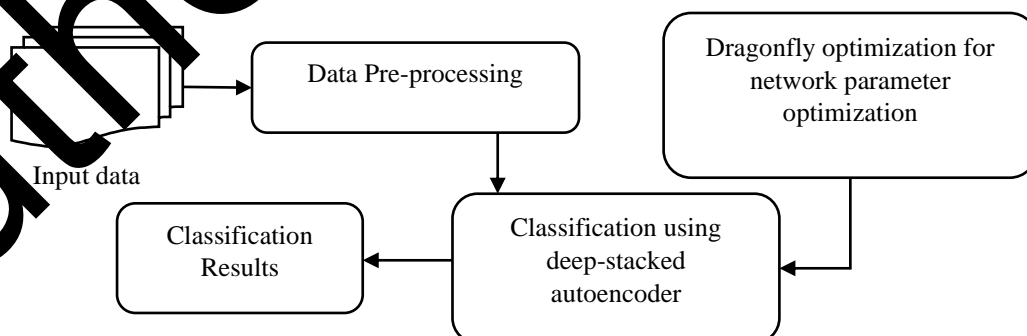 Data Pre-processing
Dragonfly optimization for
network parameter
optimization
Input data
Classification
Results
Classification using
deep-stacked
autoencoder